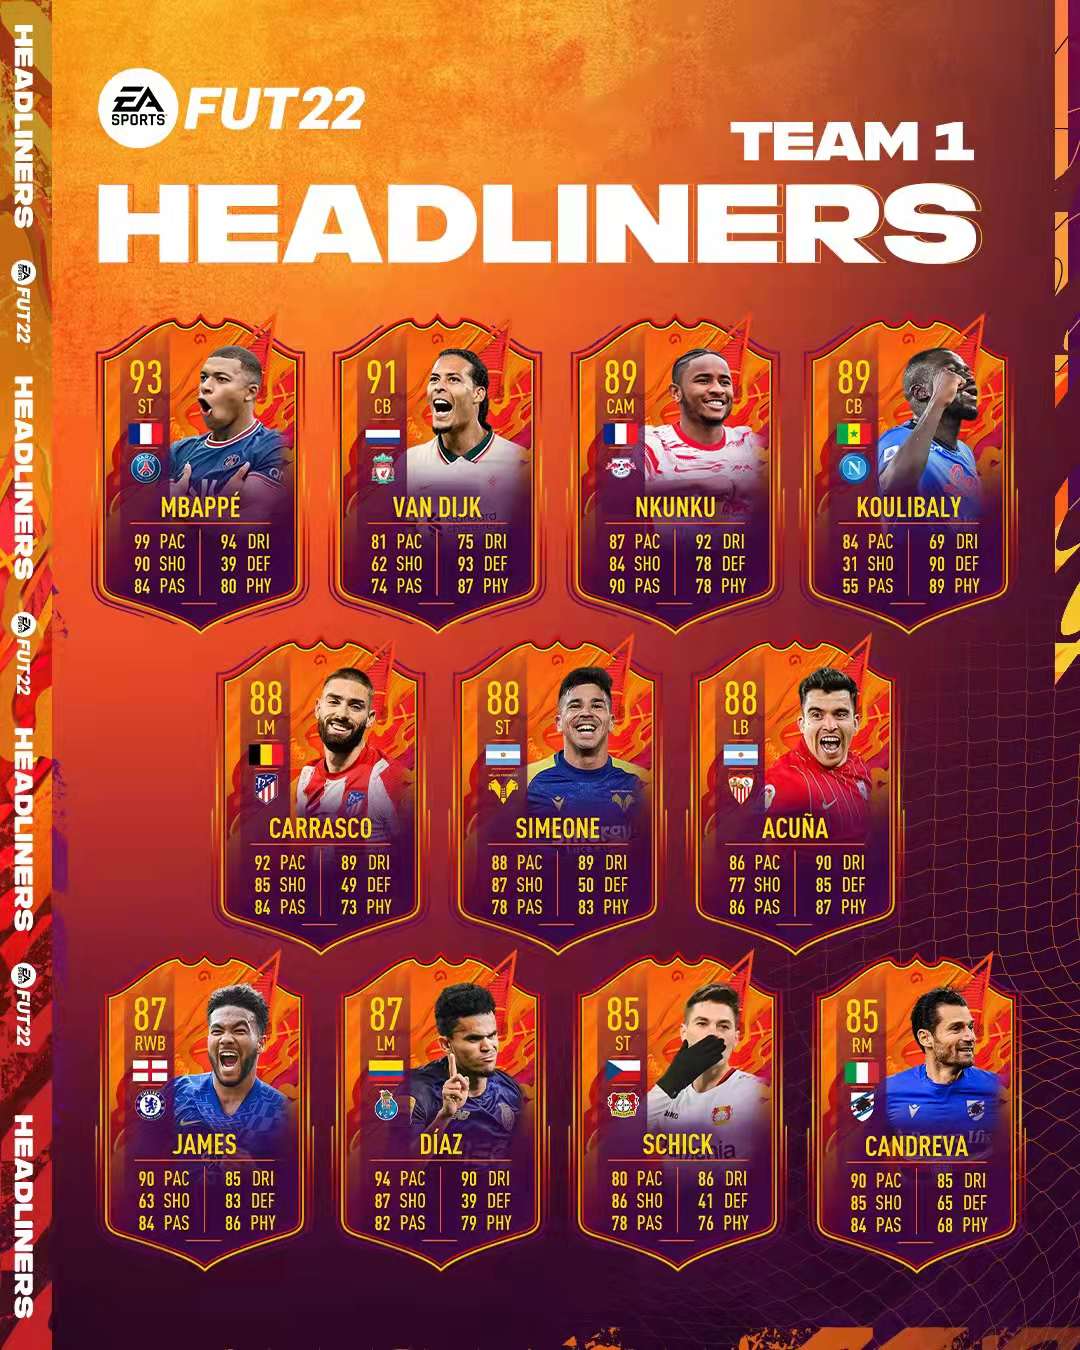 EA SPORTS FUT22
TEAM 1
HEADLINERS
93 ST
MBAPPÉ
99 PAC 94 DRI
90 SHO 39 DEF
84 PAS 80 PHY
91 CB
VAN DIJK
81 PAC 75 DRI
62 SHO 93 DEF
74 PAS 87 PHY
89 CAM
NKUNKU
87 PAC 92 DRI
84 SHO 78 DEF
90 PAS 78 PHY
89 CB
KOULIBALY
84 PAC 69 DRI
31 SHO 90 DEF
55 PAS 89 PHY
88 LM
CARRASCO
92 PAC 89 DRI
85 SHO 49 DEF
84 PAS 73 PHY
88 ST
SIMEONE
88 PAC 89 DRI
87 SHO 50 DEF
78 PAS 83 PHY
88 LB
ACUÑA
86 PAC 90 DRI
77 SHO 85 DEF
86 PAS 87 PHY
87 RWB
JAMES
90 PAC 85 DRI
63 SHO 83 DEF
84 PAS 86 PHY
87 LM
DÍAZ
94 PAC 90 DRI
87 SHO 39 DEF
82 PAS 79 PHY
85 ST
SCHICK
80 PAC 86 DRI
86 SHO 41 DEF
78 PAS 76 PHY
85 RM
CANDREVA
90 PAC 85 DRI
85 SHO 65 DEF
84 PAS 68 PHY
HEADLINERS
EA SPORTS FUT22
HEADLINERS
EA SPORTS FUT22
HEADLINERS
EA SPORTS FUT22
HEADLINERS